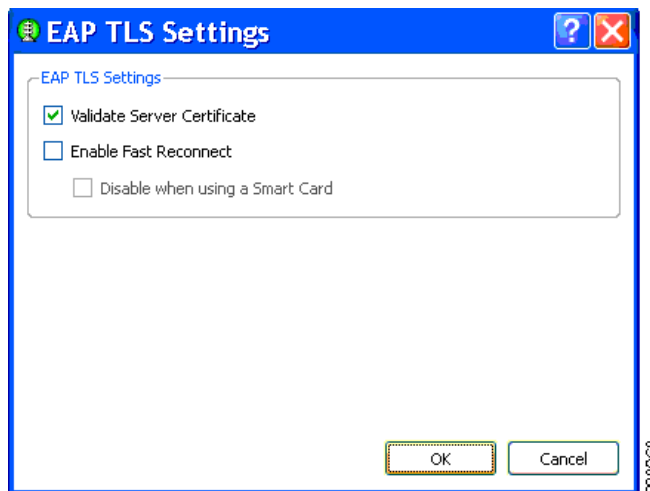 EAP TLS Settings
EAP TLS Settings
Validate Server Certificate
Enable Fast Reconnect
Disable when using a Smart Card
OK
Cancel